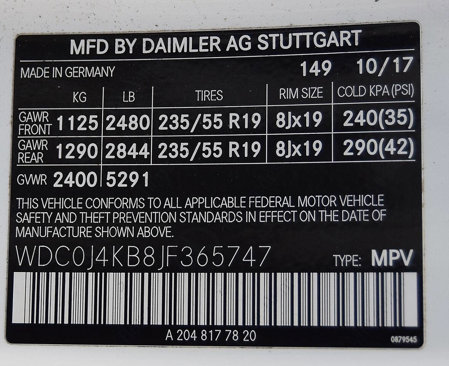 MFD BY DAIMLER AG STUTTGART
MADE IN GERMANY 149 10/17
KG LB TIRES RIM SIZE COLD KPA (PSI)
GAWR FRONT 1125 2480 235/55 R19 8Jx19 240(35)
GAWR REAR 1290 2844 235/55 R19 8Jx19 290(42)
GVWR 2400 5291
THIS VEHICLE CONFORMS TO ALL APPLICABLE FEDERAL MOTOR VEHICLE
SAFETY AND THEFT PREVENTION STANDARDS IN EFFECT ON THE DATE OF
MANUFACTURE SHOWN ABOVE.
WDC0J4KB8JF365747 TYPE: MPV
A 204 817 78 20 0879545